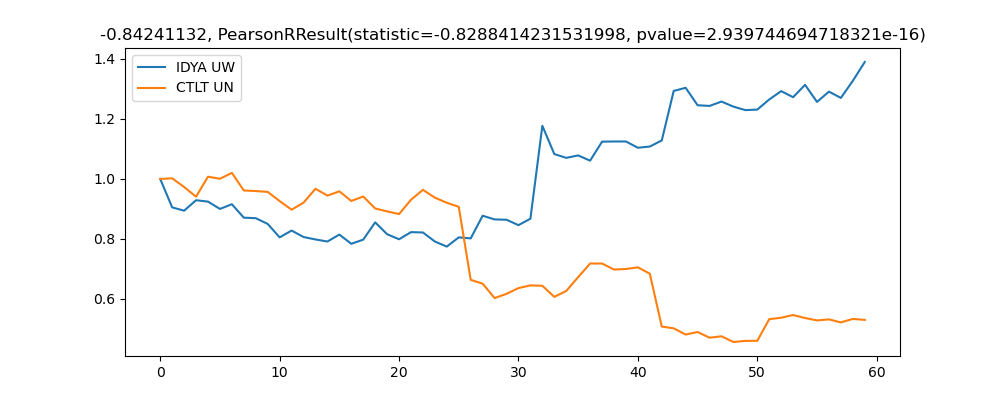 -0.84241132, PearsonRResult(statistic=-0.8288414231531998, pvalue=2.939744694718321e-16)
IDYA UW
CTLT UN
1.4
1.2
1.0
0.8
0.6
0 10 20 30 40 50 60